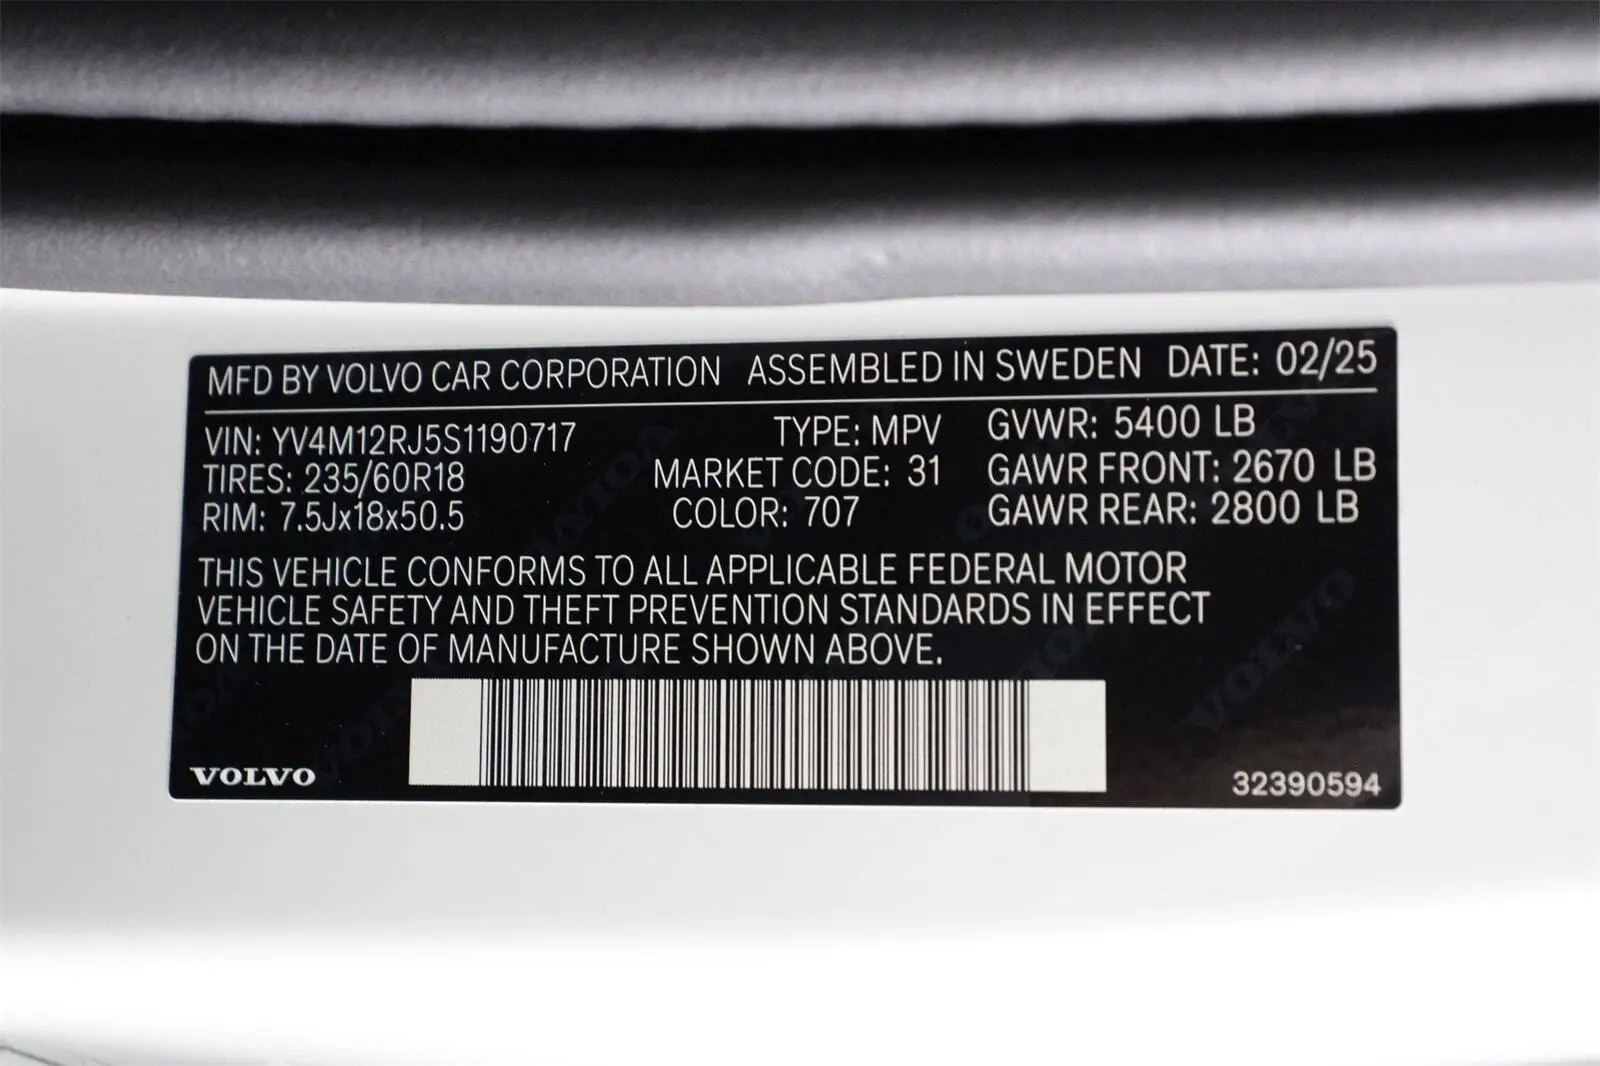 MFD BY VOLVO CAR CORPORATION ASSEMBLED IN SWEDEN DATE: 02/25
VIN: YV4M12RJ5S1190717 TYPE: MPV GVWR: 5400 LB
TIRES: 235/60R18 MARKET CODE: 31 GAWR FRONT: 2670 LB
RIM: 7.5Jx18x50.5 COLOR: 707 GAWR REAR: 2800 LB
THIS VEHICLE CONFORMS TO ALL APPLICABLE FEDERAL MOTOR
VEHICLE SAFETY AND THEFT PREVENTION STANDARDS IN EFFECT
ON THE DATE OF MANUFACTURE SHOWN ABOVE.
VOLVO 32390594